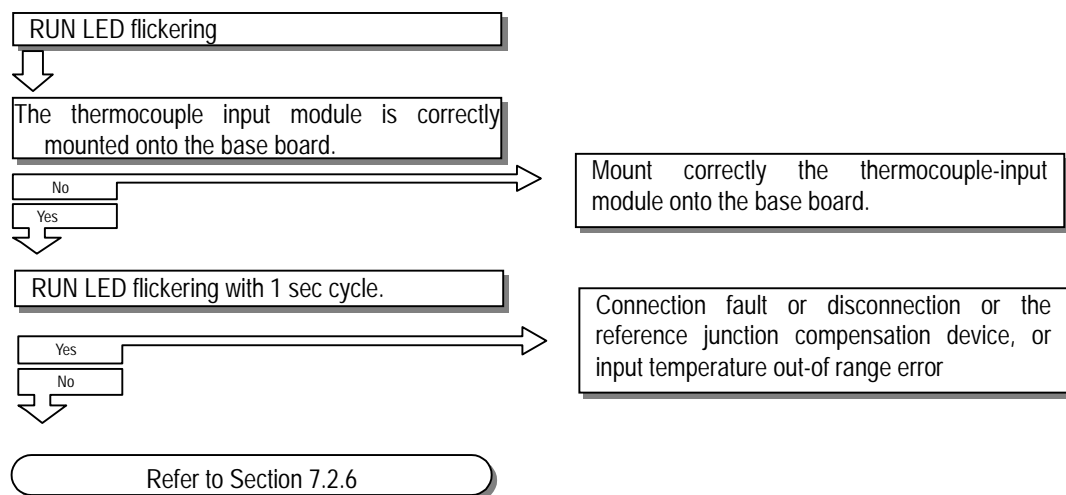 RUN LED flickering
The thermocouple input module is correctly
mounted onto the base board.
No
Mount correctly the thermocouple-input
module onto the base board.
Yes
RUN LED flickering with 1 sec cycle.
Connection fault or disconnection or the
reference junction compensation device, or
input temperature out-of range error
Yes
No
Refer to Section 7.2.6